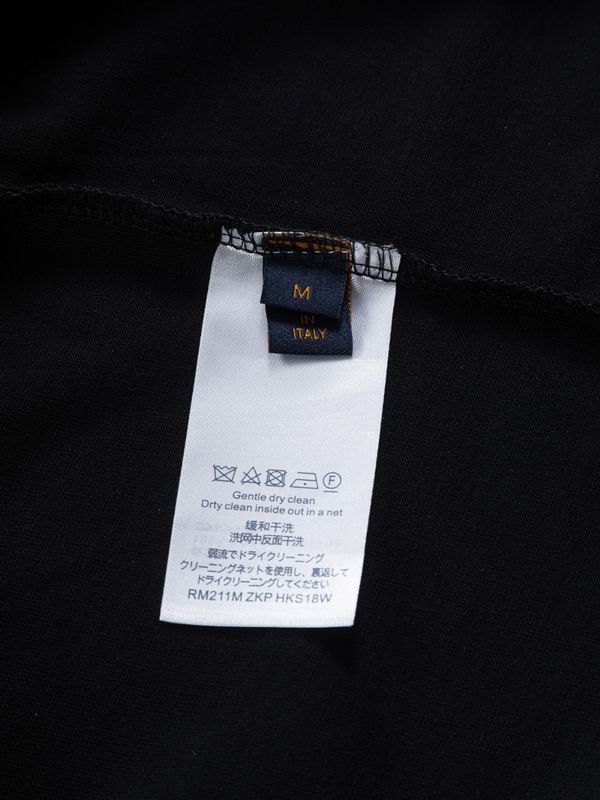 M
IN
ITALY
F
Gentle dry clean
Drty clean inside out in a net
缓和干洗
洗网中反面干洗
弱流でドライクリーニング
クリーニングネットを使用し、裏返して
ドライクリーニングしてください
RM211M ZKP HKS18W